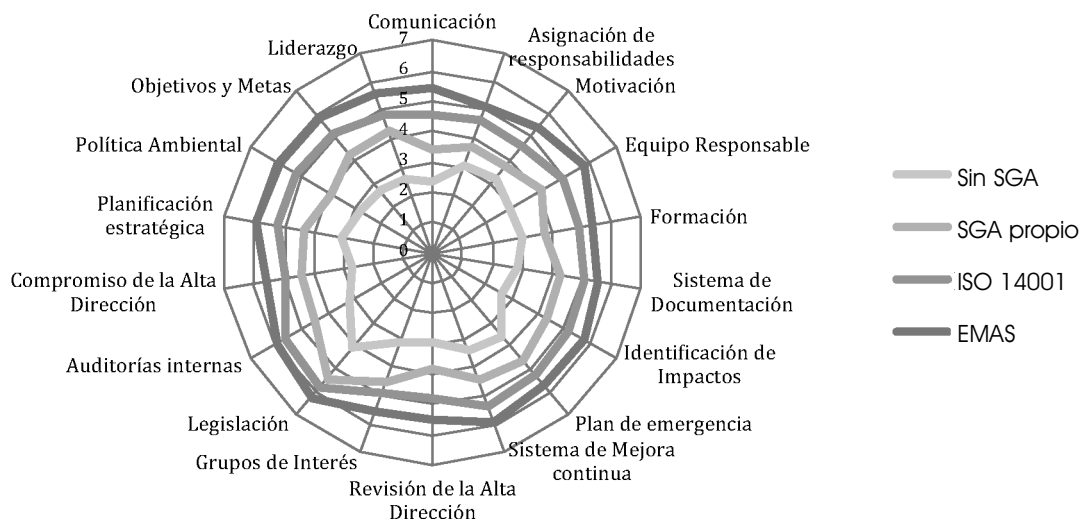 Comunicación
Asignación de
responsabilidades
Motivación
Equipo Responsable
Formación
Sistema de
Documentación
Identificación de
Impactos
Plan de emergencia
Sistema de Mejora
continua
Revisión de la Alta
Dirección
Grupos de Interés
Legislación
Auditorías internas
Compromiso de la Alta
Dirección
Planificación
estratégica
Política Ambiental
Objetivos y Metas
Liderazgo
7
6
5
4
3
2
1
0
Sin SGA
SGA propio
ISO 14001
EMAS